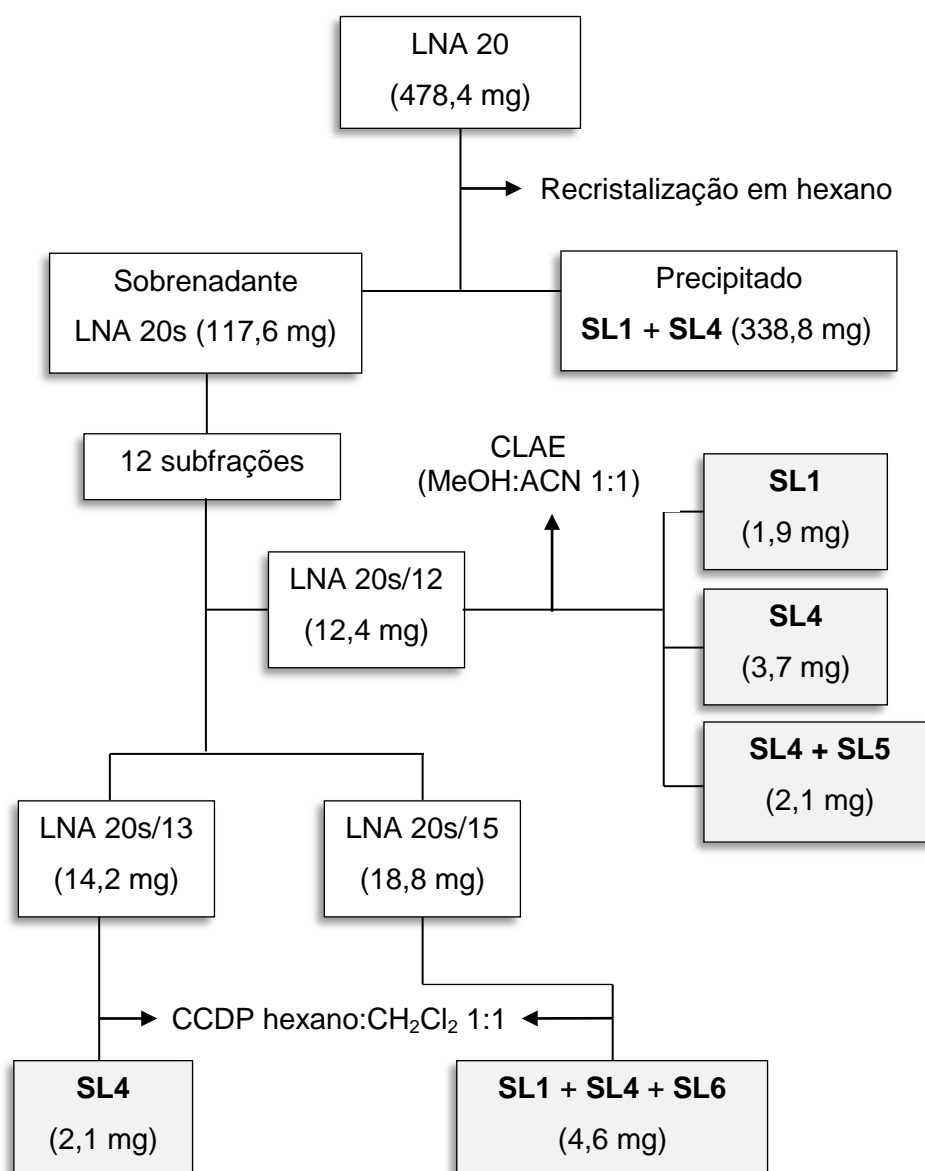 LNA 20
(478,4 mg)
Recristalização em hexano
Sobrenadante
LNA 20s (117,6 mg)
Precipitado
SL1 + SL4 (338,8 mg)
12 subfrações
CLAE
(MeOH:ACN 1:1)
SL1
(1,9 mg)
LNA 20s/12
(12,4 mg)
SL4
(3,7 mg)
SL4 + SL5
(2,1 mg)
LNA 20s/13
(14,2 mg)
LNA 20s/15
(18,8 mg)
CCDP hexano:CH₂Cl₂ 1:1
SL4
(2,1 mg)
SL1 + SL4 + SL6
(4,6 mg)